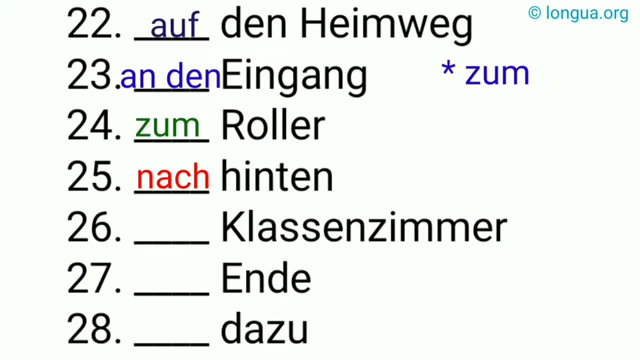 © longua.org
22. auf den Heimweg
23. an den Eingang * zum
24. zum Roller
25. nach hinten
26. ____ Klassenzimmer
27. ____ Ende
28. ____ dazu